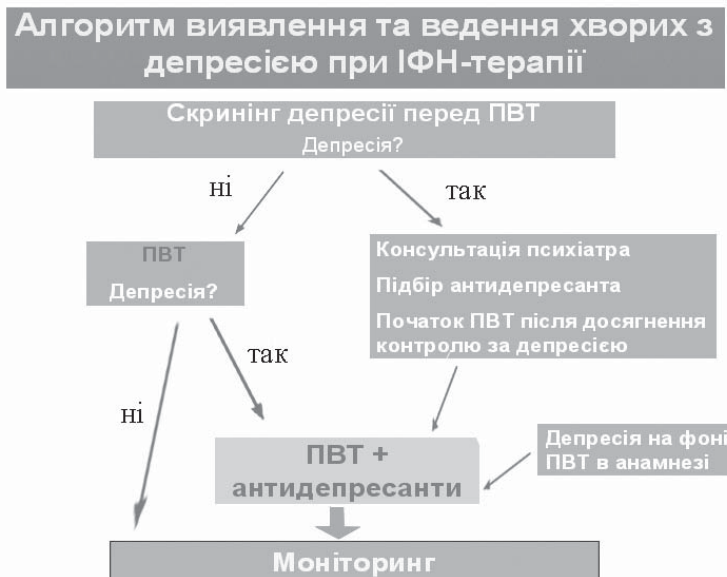 Алгоритм виявлення та ведення хворих з
депресією при ІФН-терапії
Скринінг депресії перед ПВТ
Депресія?
ні
так
ПВТ
Депресія?
Консультація психіатра
Підбір антидепресанта
Початок ПВТ після досягнення
контролю за депресією
ні
так
ПВТ +
антидепресанти
Депресія на фоні
ПВТ в анамнезі
Моніторинг